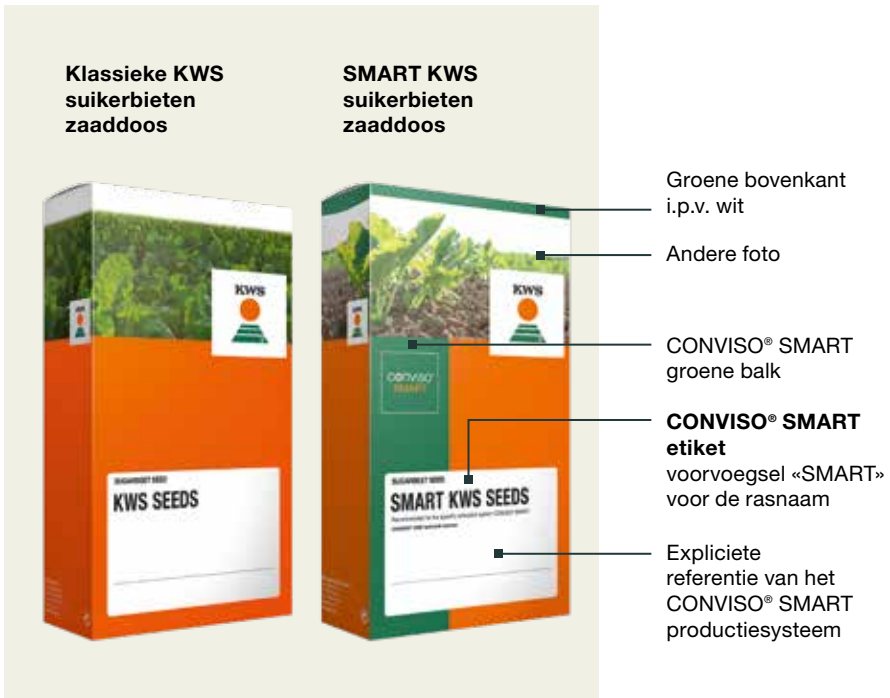 Klassieke KWS
suikerbieten
zaaddoos
SMART KWS
suikerbieten
zaaddoos
KWS
SUGARBEET SEED
KWS SEEDS
KWS
CONVISO®
SMART
SUGARBEET SEED
SMART KWS SEEDS
Groene bovenkant
i.p.v. wit
Andere foto
CONVISO® SMART
groene balk
CONVISO® SMART
etiket
voorvoegsel «SMART»
voor de rasnaam
Expliciete
referentie van het
CONVISO® SMART
productiesysteem